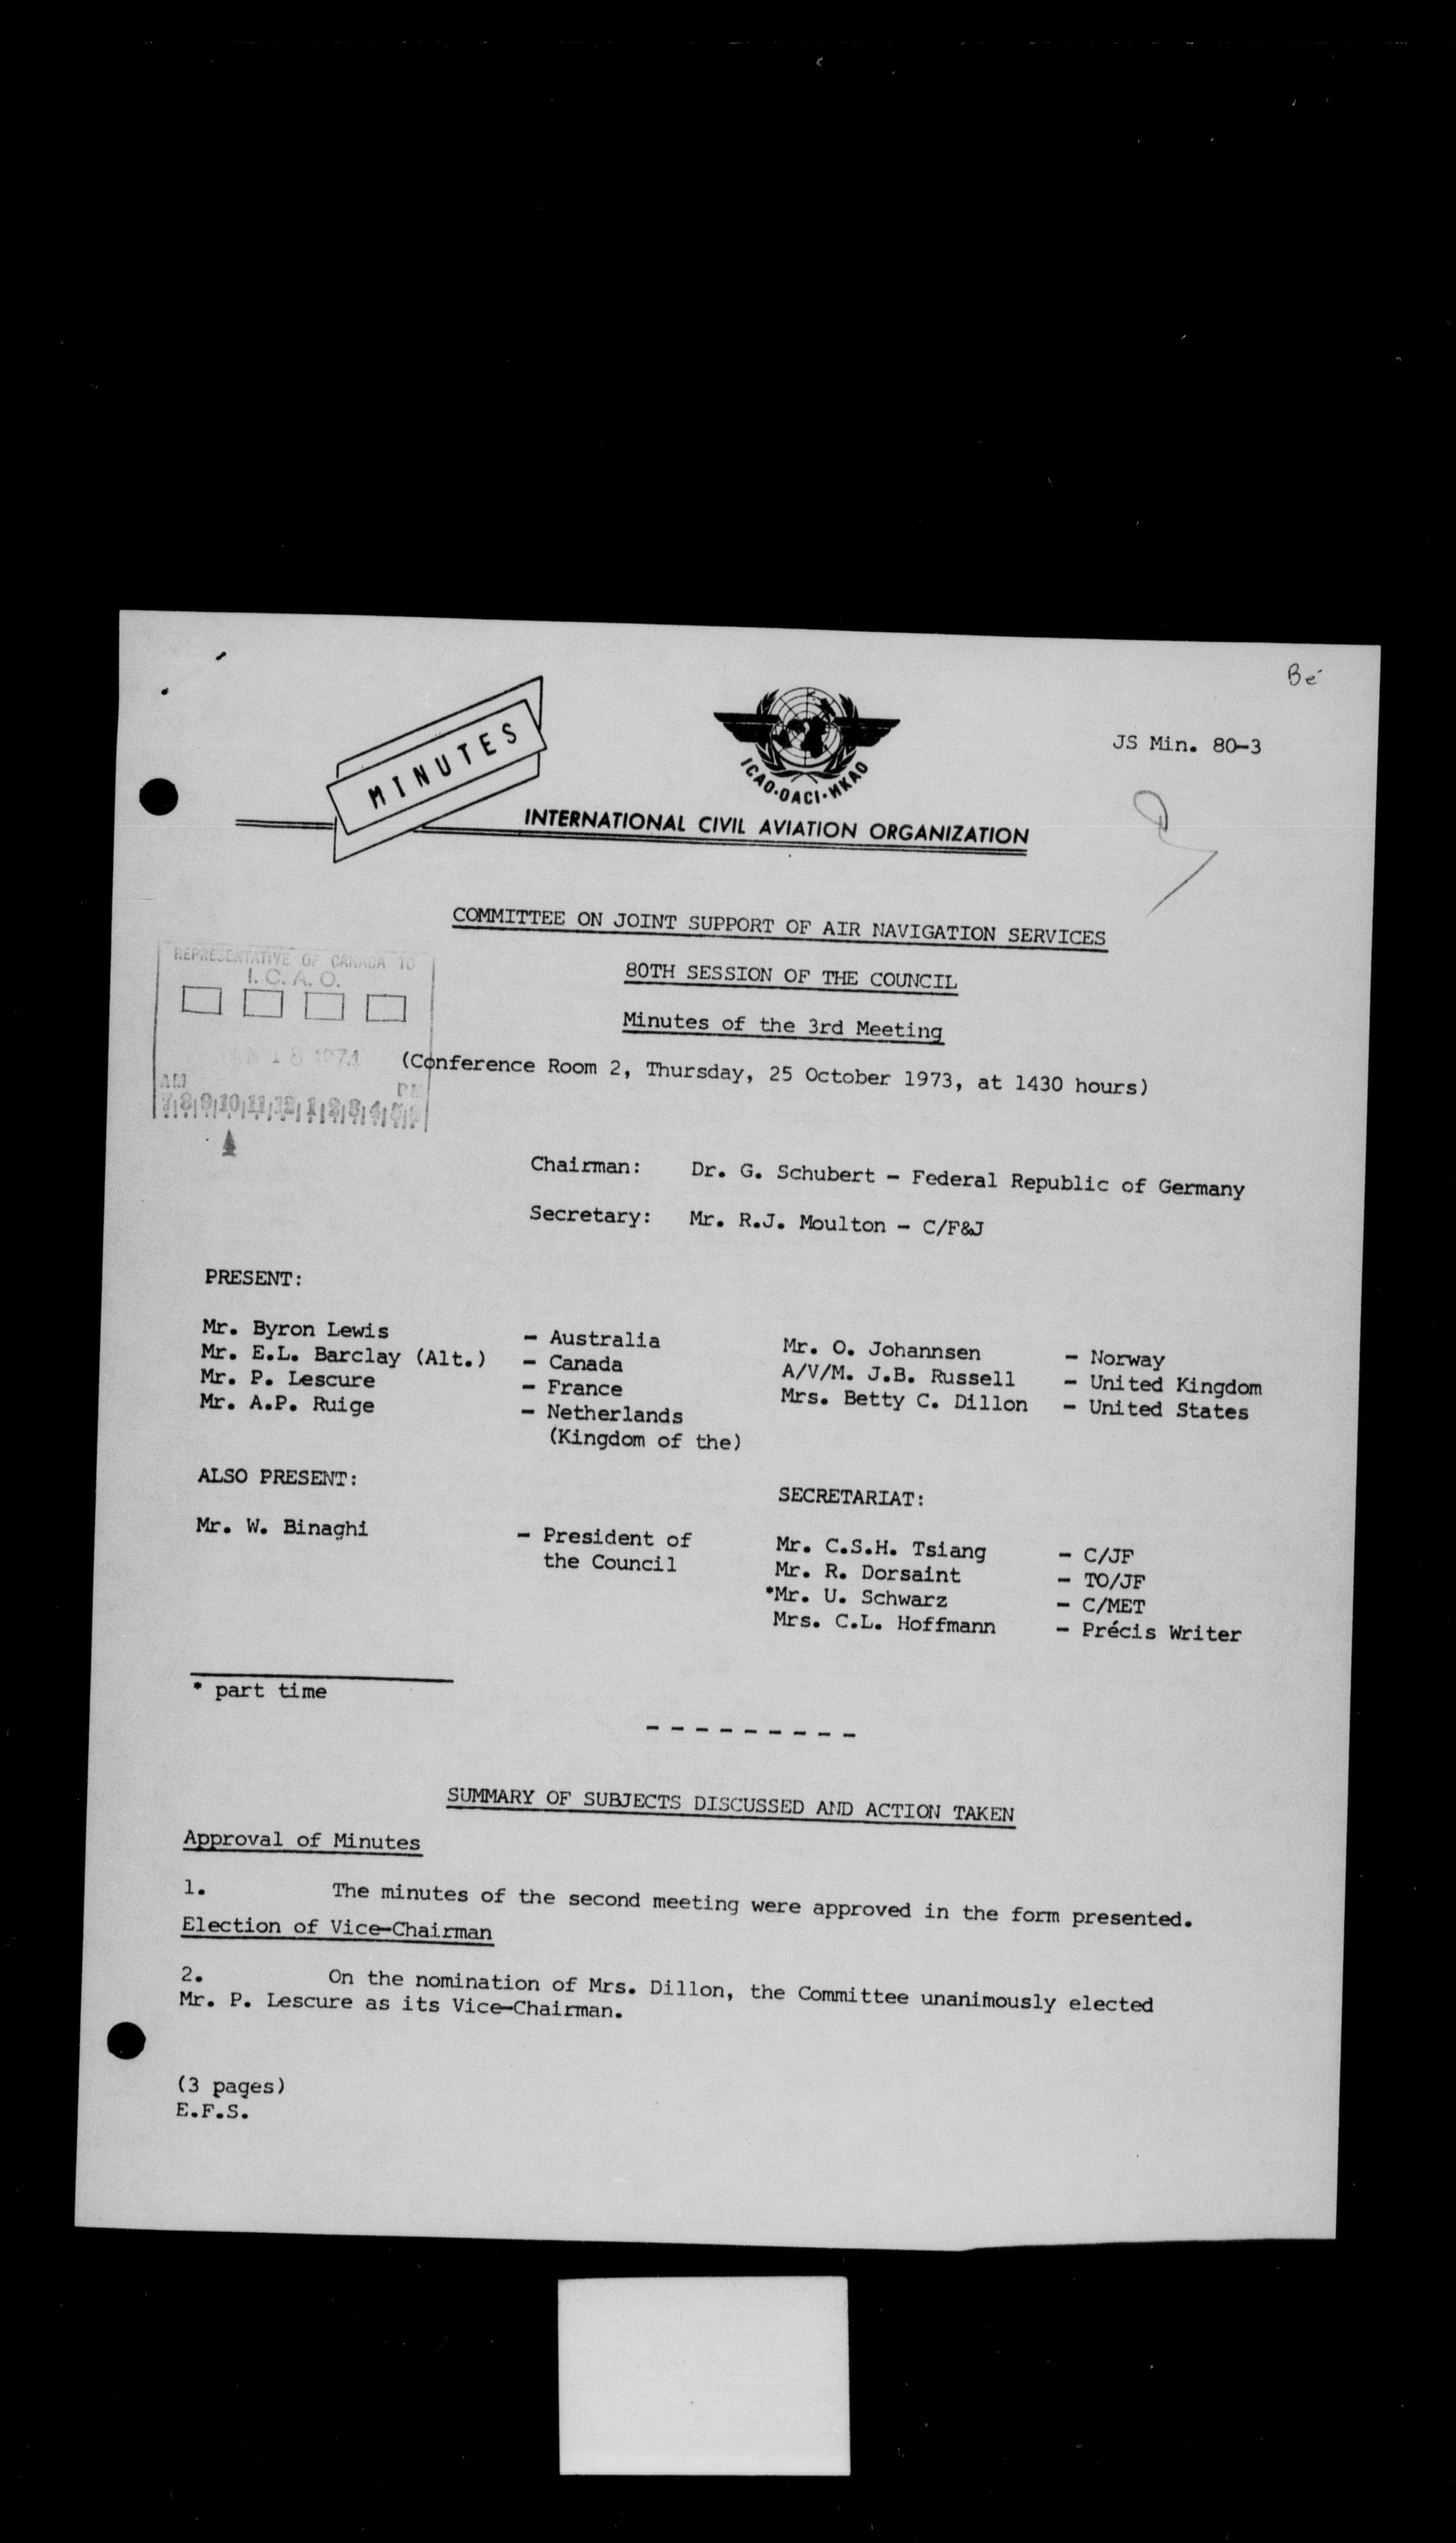 Bé
MINUTES
JS Min. 80-3
ICAO·OACI·ИКАО
INTERNATIONAL CIVIL AVIATION ORGANIZATION
COMMITTEE ON JOINT SUPPORT OF AIR NAVIGATION SERVICES
REPRESENTATIVE OF CANADA TO
I.C.A.O.
80TH SESSION OF THE COUNCIL
Minutes of the 3rd Meeting
18 1974
(Conference Room 2, Thursday, 25 October 1973, at 1430 hours)
AM PM
7 8 9 10 11 12 1 2 3 4 5 6
Chairman: Dr. G. Schubert - Federal Republic of Germany
Secretary: Mr. R.J. Moulton - C/F&J
PRESENT:
Mr. Byron Lewis - Australia
Mr. E.L. Barclay (Alt.) - Canada
Mr. P. Lescure - France
Mr. A.P. Ruige - Netherlands
(Kingdom of the)
Mr. O. Johannsen - Norway
A/V/M. J.B. Russell - United Kingdom
Mrs. Betty C. Dillon - United States
ALSO PRESENT:
Mr. W. Binaghi - President of
the Council
SECRETARIAT:
Mr. C.S.H. Tsiang - C/JF
Mr. R. Dorsaint - TO/JF
*Mr. U. Schwarz - C/MET
Mrs. C.L. Hoffmann - Précis Writer
* part time
- - - - - - - - -
SUMMARY OF SUBJECTS DISCUSSED AND ACTION TAKEN
Approval of Minutes
1. The minutes of the second meeting were approved in the form presented.
Election of Vice-Chairman
2. On the nomination of Mrs. Dillon, the Committee unanimously elected
Mr. P. Lescure as its Vice-Chairman.
(3 pages)
E.F.S.